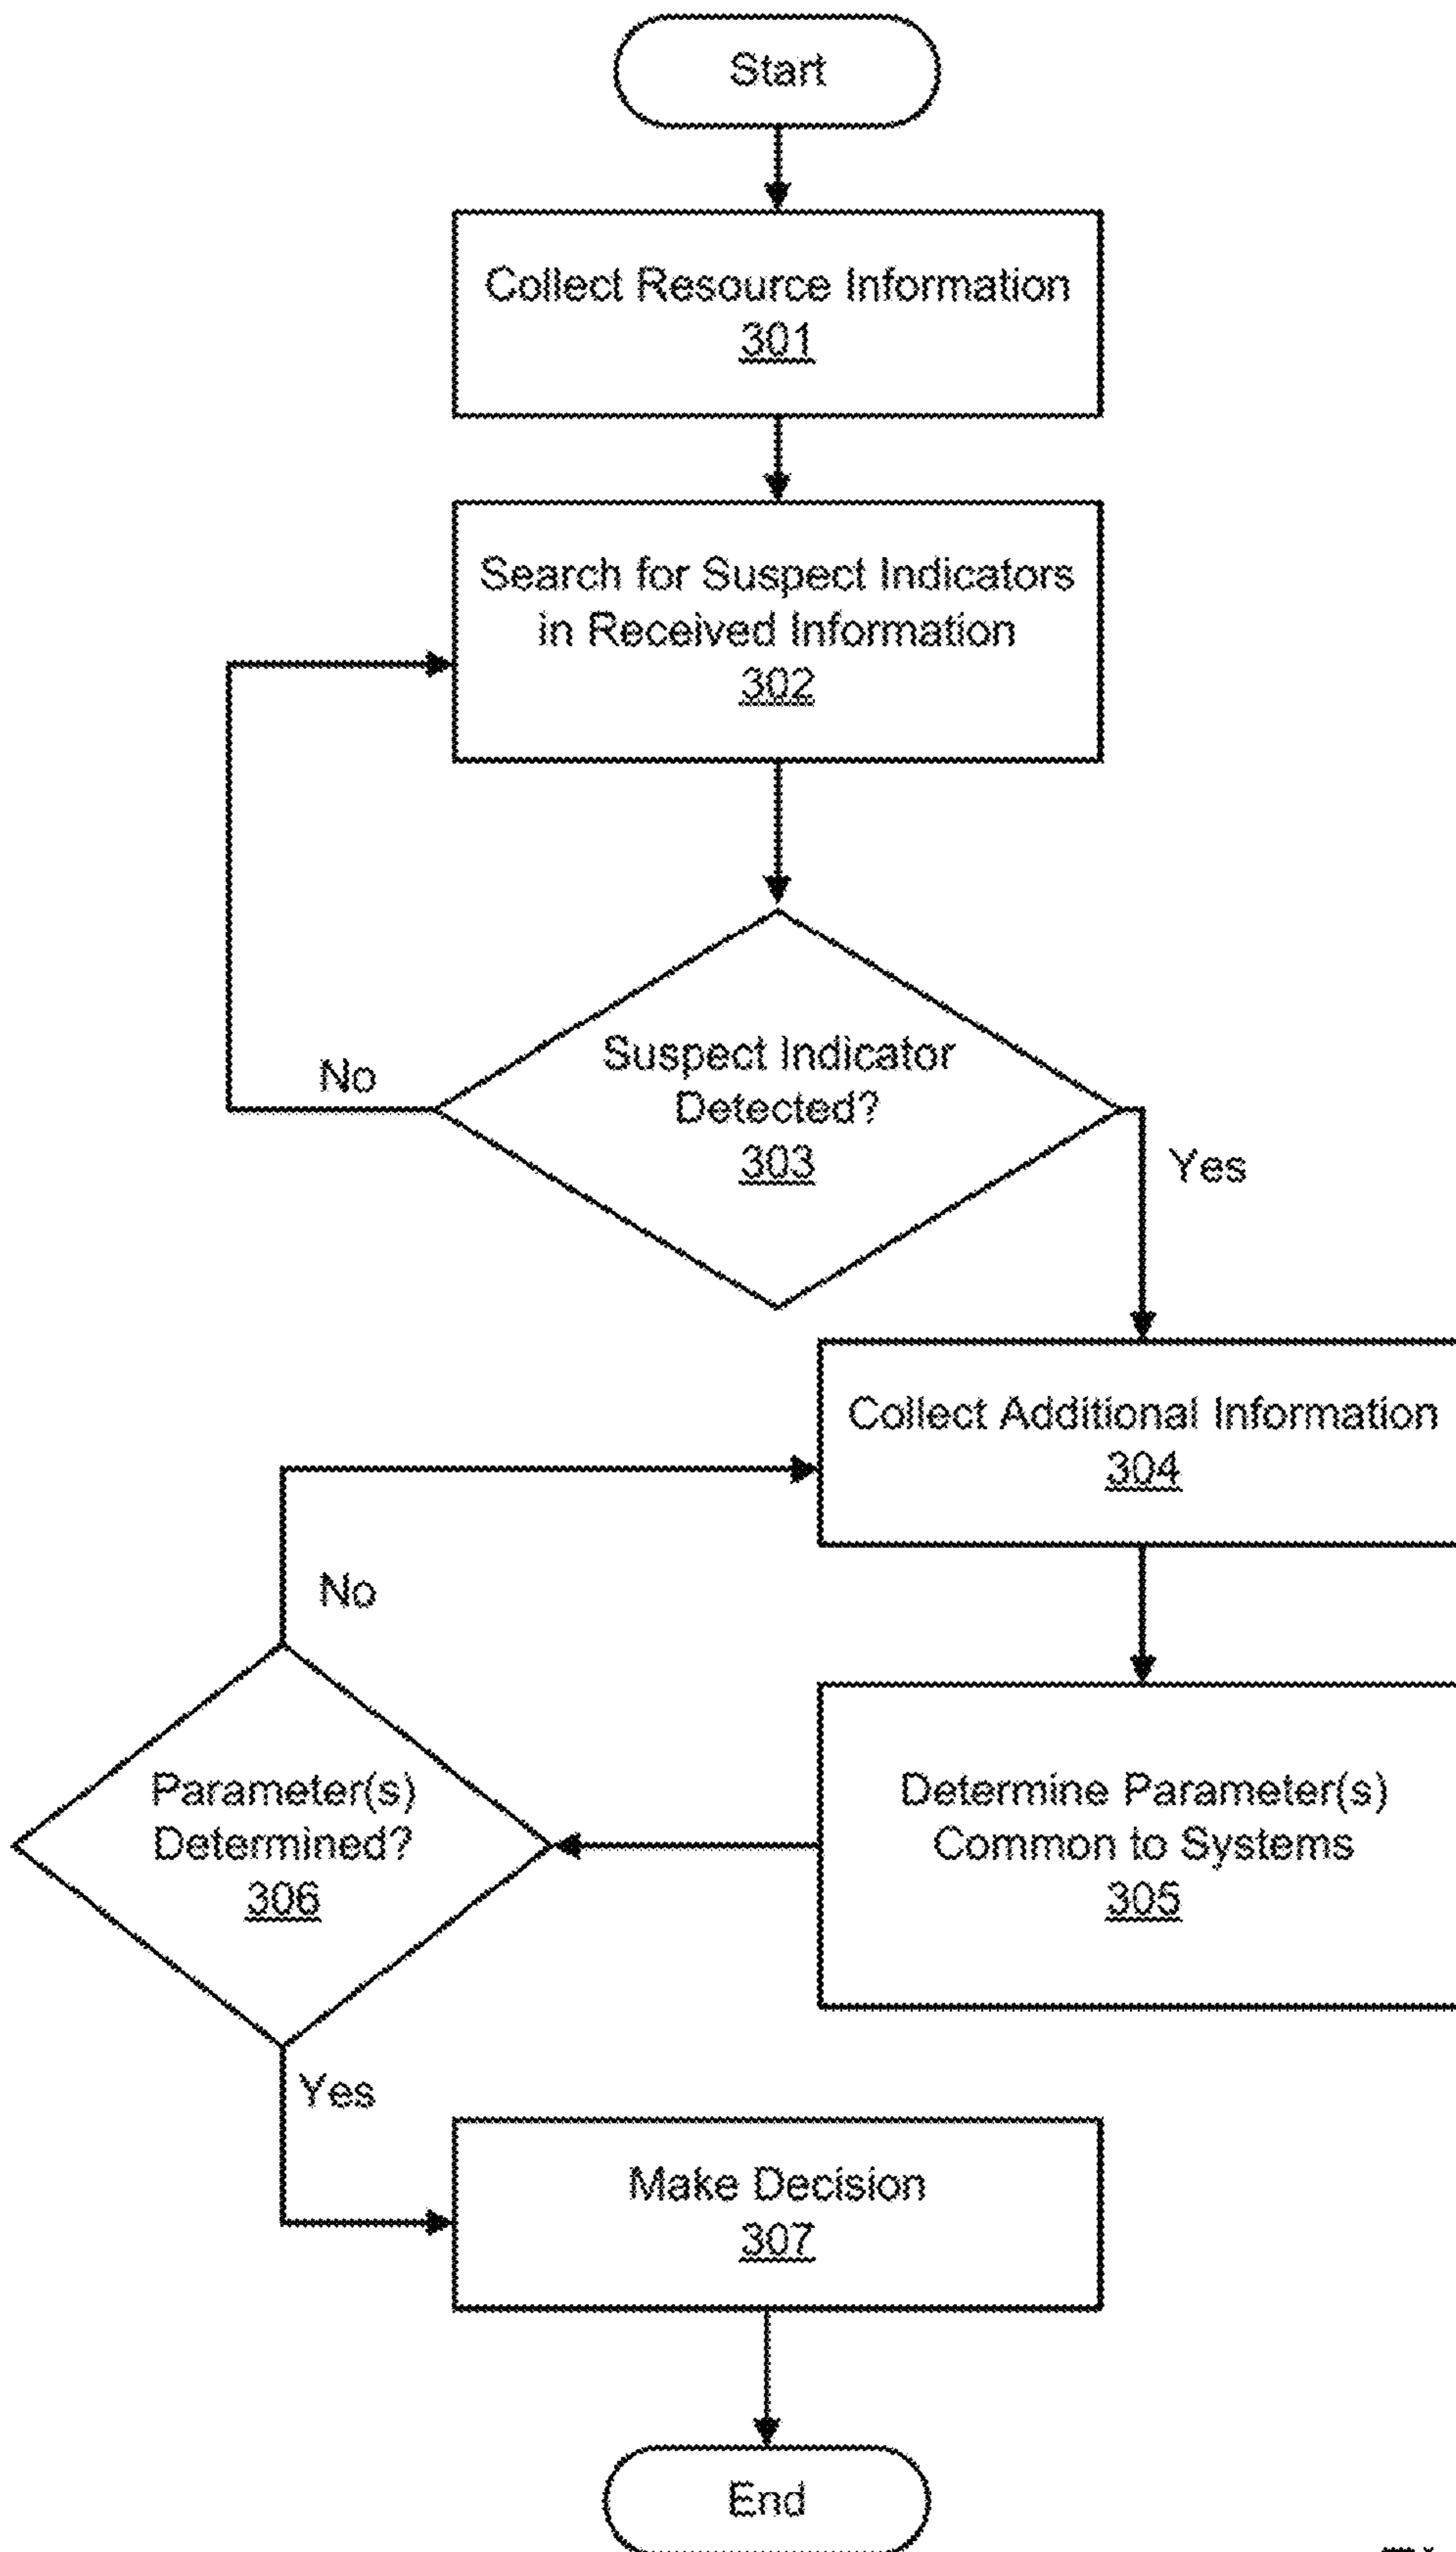 Start
Collect Resource Information
301
Search for Suspect Indicators
in Received Information
302
Suspect Indicator
Detected?
303
No
Yes
Collect Additional Information
304
No
Determine Parameter(s)
Common to Systems
305
Parameter(s)
Determined?
306
Yes
Make Decision
307
End